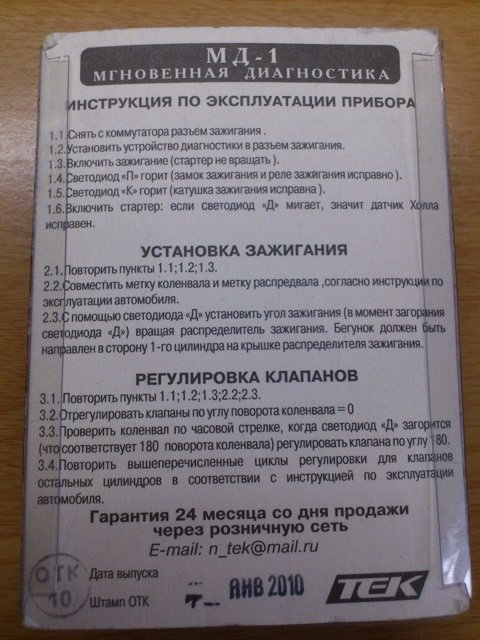 МД-1
МГНОВЕННАЯ ДИАГНОСТИКА
ИНСТРУКЦИЯ ПО ЭКСПЛУАТАЦИИ ПРИБОРА
1.1.Снять с коммутатора разъем зажигания .
1.2.Установить устройство диагностики в разъем зажигания.
1.3.Включить зажигание (стартер не вращать ).
1.4.Светодиод «П» горит (замок зажигания и реле зажигания исправно ).
1.5.Светодиод «К» горит (катушка зажигания исправна ).
1.6.Включить стартер: если светодиод «Д» мигает, значит датчик Холла
исправен.
УСТАНОВКА ЗАЖИГАНИЯ
2.1.Повторить пункты 1.1;1.2;1.3.
2.2.Совместить метку коленвала и метку распредвала ,согласно инструкции по
эксплуатации автомобиля.
2.3.С помощью светодиода «Д» установить угол зажигания (в момент загорания
светодиода «Д») вращая распределитель зажигания. Бегунок должен быть
направлен в сторону 1-го цилиндра на крышке распределителя зажигания.
РЕГУЛИРОВКА КЛАПАНОВ
3.1. Повторить пункты 1.1;1.2;1.3;2.2;2.3.
3.2.Отрегулировать клапаны по углу поворота коленвала = 0
3.3.Проверить коленвал по часовой стрелке, когда светодиод «Д» загорится
(что соответствует 180 поворота коленвала) регулировать клапана по углу 180.
3.4.Повторить вышеперечисленные циклы регулировки для клапанов
остальных цилиндров в соответствии с инструкцией по эксплуатации
автомобиля.
Гарантия 24 месяца со дня продажи
через розничную сеть
E-mail: n_tek@mail.ru
ОТК
10
Дата выпуска
ЯНВ 2010
Штамп ОТК
ТЕК